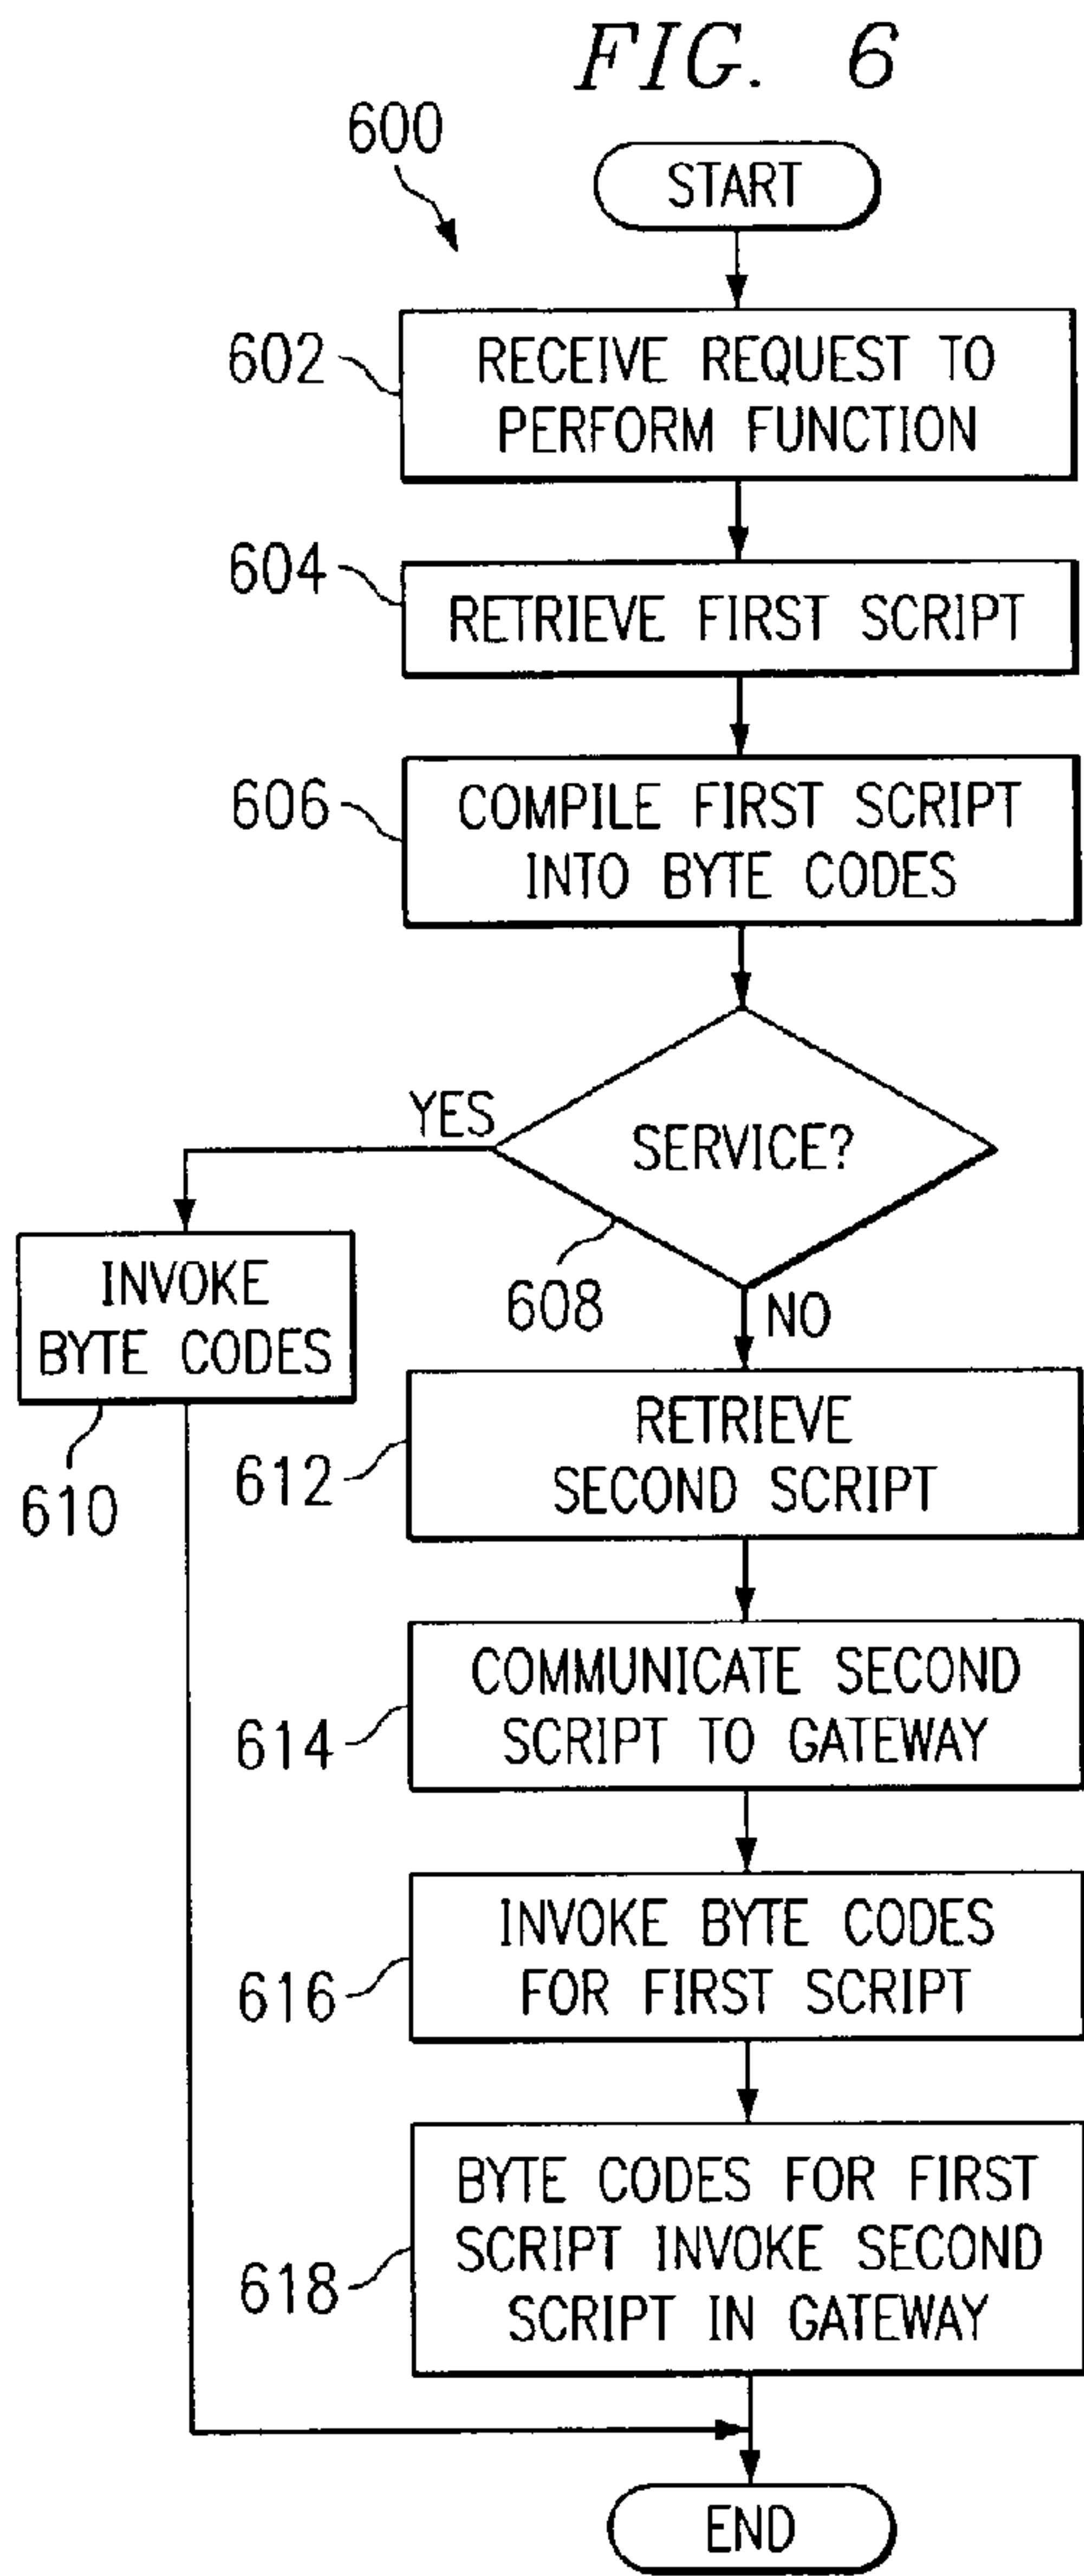 FIG. 6
600
START
602
RECEIVE REQUEST TO
PERFORM FUNCTION
604
RETRIEVE FIRST SCRIPT
606
COMPILE FIRST SCRIPT
INTO BYTE CODES
YES
SERVICE?
608
NO
INVOKE
BYTE CODES
610
612
RETRIEVE
SECOND SCRIPT
614
COMMUNICATE SECOND
SCRIPT TO GATEWAY
616
INVOKE BYTE CODES
FOR FIRST SCRIPT
618
BYTE CODES FOR FIRST
SCRIPT INVOKE SECOND
SCRIPT IN GATEWAY
END